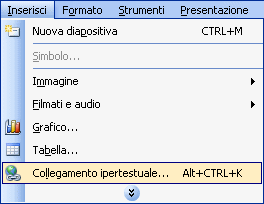 Inserisci Formato Strumenti Presentazione
Nuova diapositiva CTRL+M
Simbolo...
Immagine
Filmati e audio
Grafico...
Tabella...
Collegamento ipertestuale... Alt+CTRL+K